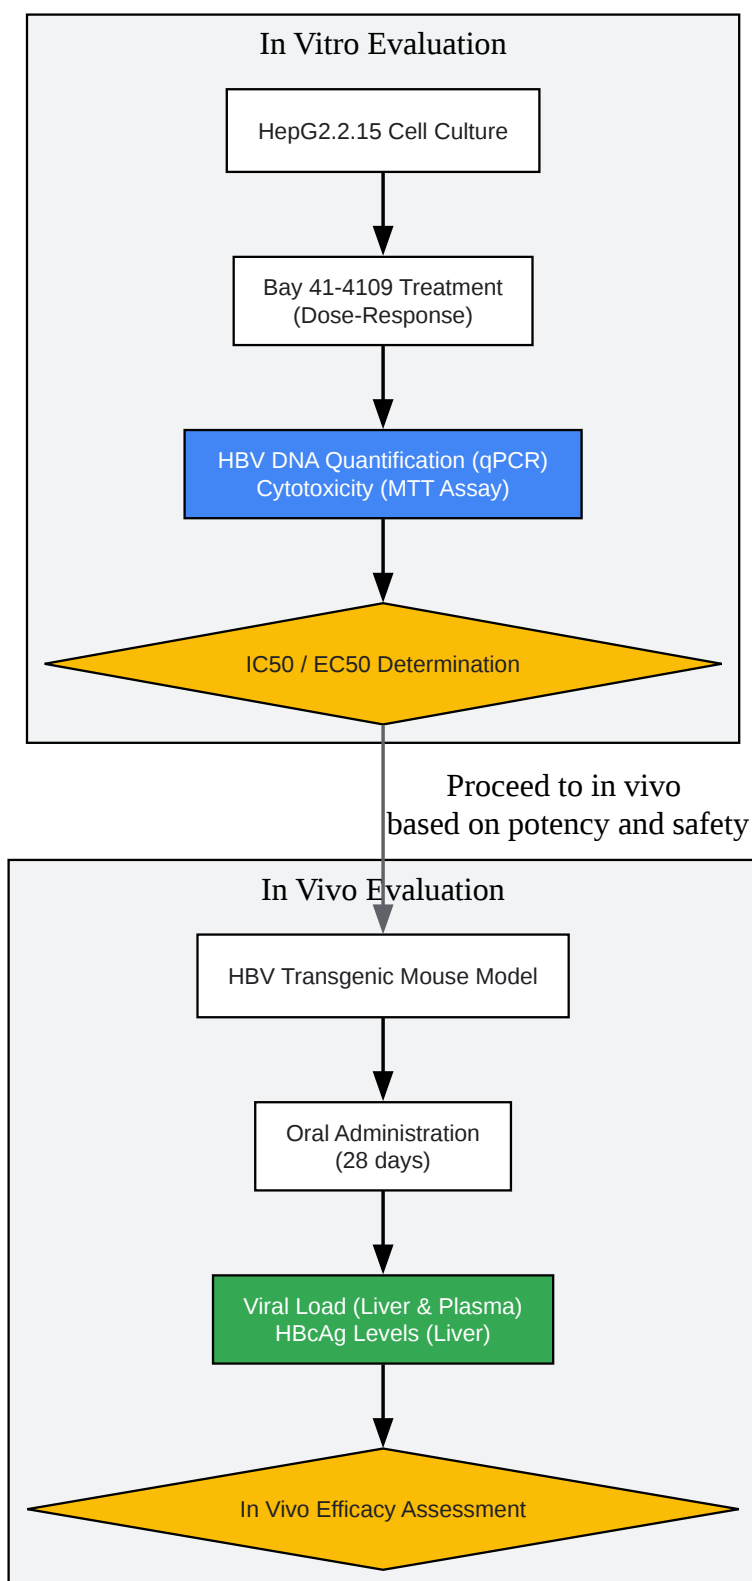 In Vitro Evaluation
HepG2.2.15 Cell Culture
Bay 41-4109 Treatment
(Dose-Response)
HBV DNA Quantification (qPCR)
Cytotoxicity (MTT Assay)
IC50 / EC50 Determination
Proceed to in vivo
based on potency and safety
In Vivo Evaluation
HBV Transgenic Mouse Model
Oral Administration
(28 days)
Viral Load (Liver & Plasma)
HBcAg Levels (Liver)
In Vivo Efficacy Assessment